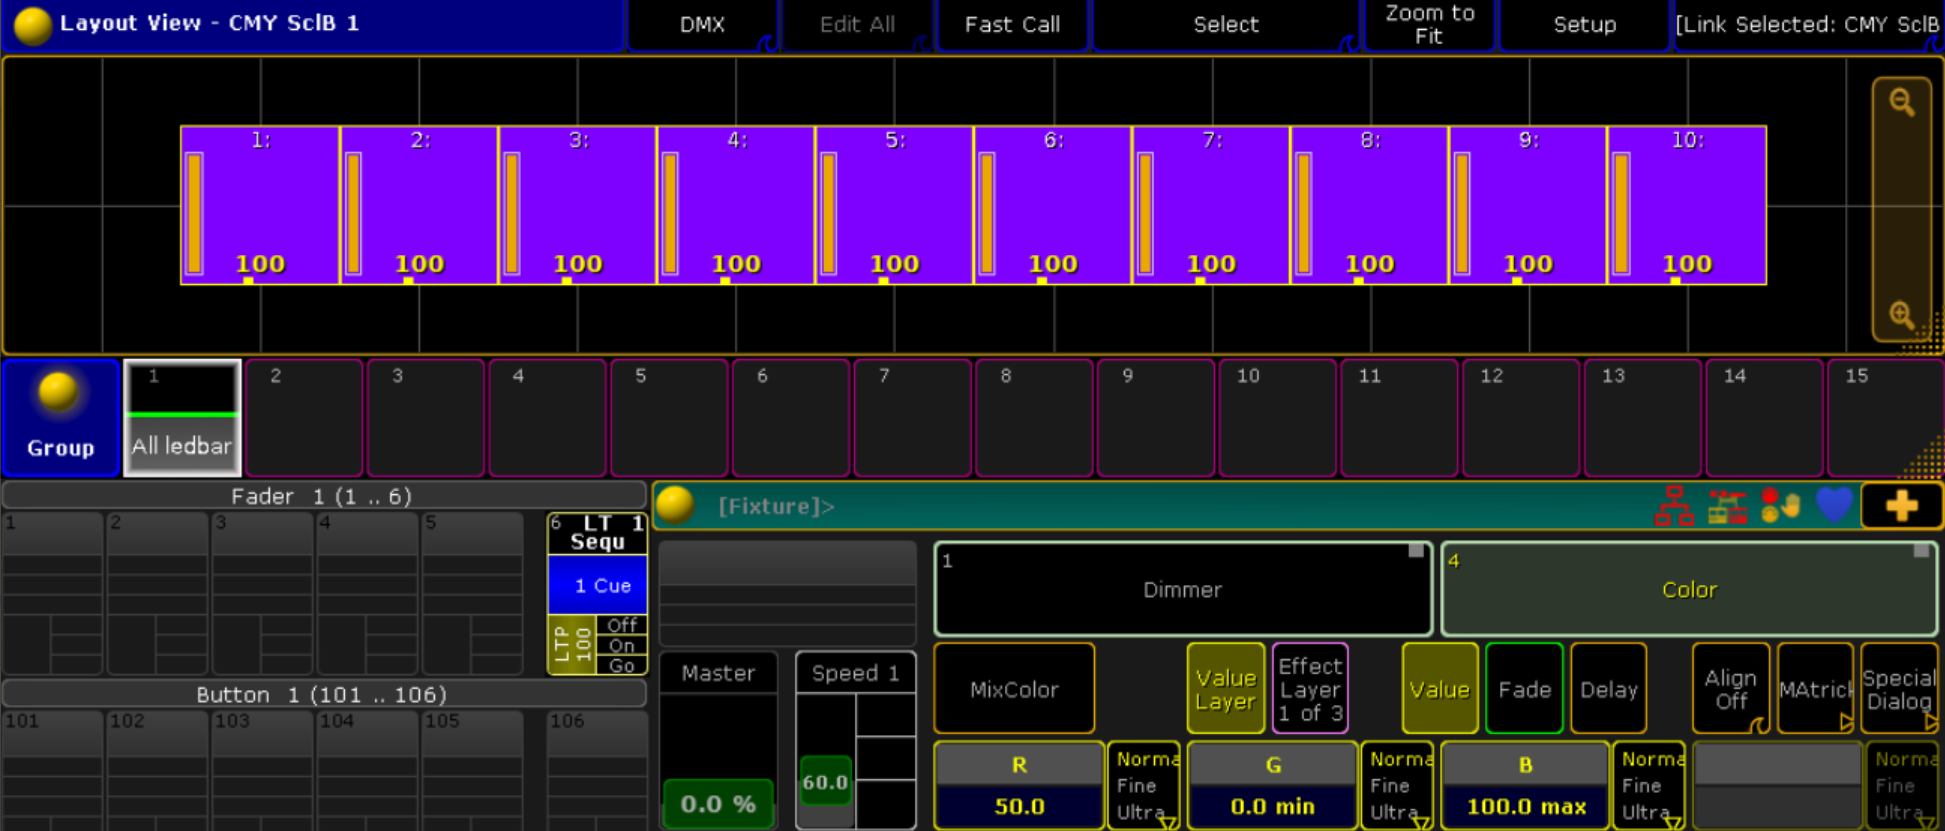 Layout View - CMY SclB 1
DMX
Edit All
Fast Call
Select
Zoom to
Fit
Setup
[Link Selected: CMY SclB
1: 2: 3: 4: 5: 6: 7: 8: 9: 10:
100 100 100 100 100 100 100 100 100 100
Group
1
All ledbar
2 3 4 5 6 7 8 9 10 11 12 13 14 15
Fader 1 (1 .. 6)
1 2 3 4 5
6 LT 1
Sequ
1 Cue
LTP
100
Off
On
Go
Button 1 (101 .. 106)
101 102 103 104 105 106
[Fixture]>
Master
0.0 %
Speed 1
60.0
1
Dimmer
4
Color
MixColor
Value
Layer
Effect
Layer
1 of 3
Value
Fade
Delay
Align
Off
MAtrick
Special
Dialog
R
50.0
Norma
Fine
Ultra
G
0.0 min
Norma
Fine
Ultra
B
100.0 max
Norma
Fine
Ultra
Norma
Fine
Ultra